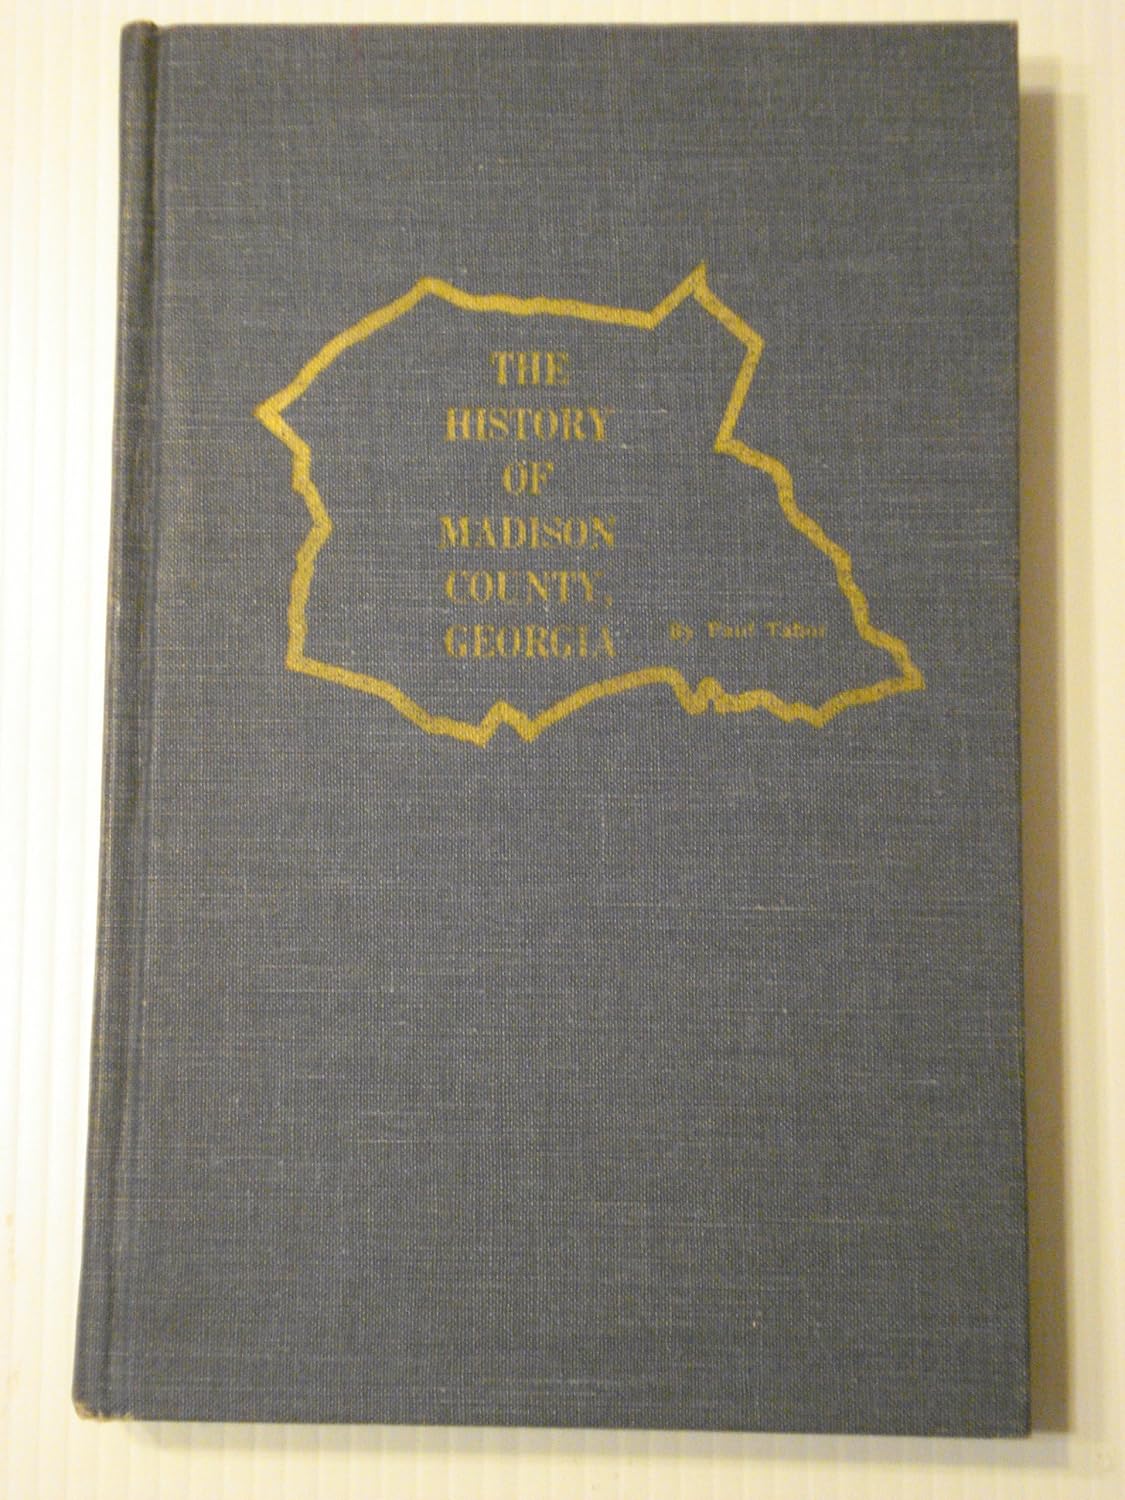 THE
HISTORY
OF
MADISON
COUNTY,
GEORGIA
By Paul Tabor